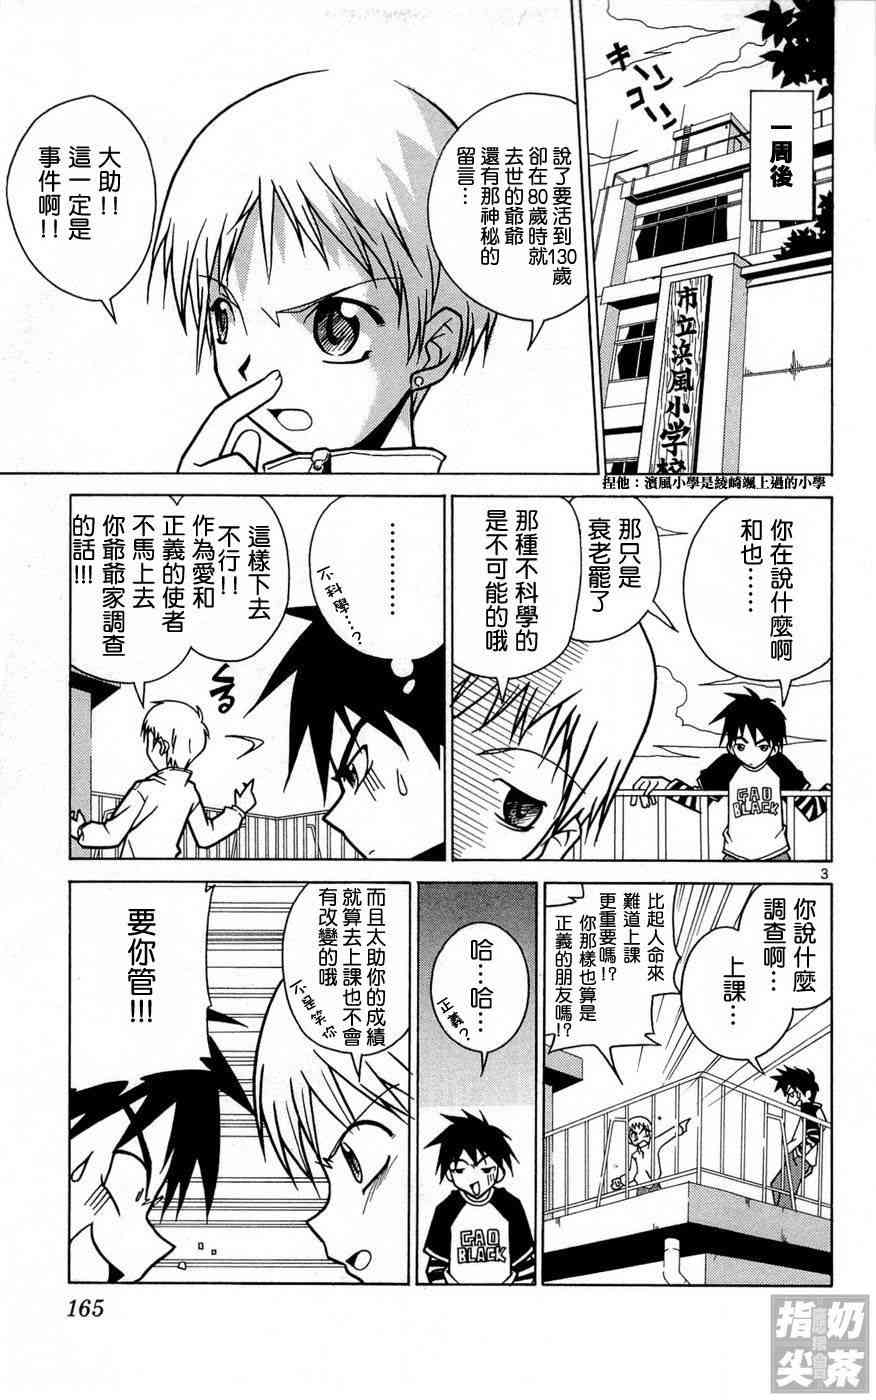 キーンコーン
一周後
市立浜風小学校
捏他：濱風小學是綾崎颯上過的小學
說了要活到130歲
卻在80歲時就
去世的爺爺
還有那神秘的
留言…
大助!!
這一定是
事件啊!!
你在說什麼啊
和也…
GAO
BLACK
那只是
衰老罷了
那種不科學的
是不可能的哦
…………
不科學…?
這樣下去
不行!!
作為愛和
正義的使者
不馬上去
你爺爺家調查
的話!!!
くる
3
你說什麼
調查啊…
上課…
比起人命來
難道上課
更重要嗎!?
你那樣也算是
正義的朋友嗎!?
哈…哈…
正義?
GAO
BLACK
而且太助你的成績
就算去上課也不會
有改變的哦
不是笑你
要你管!!!
165
奶茶
指尖